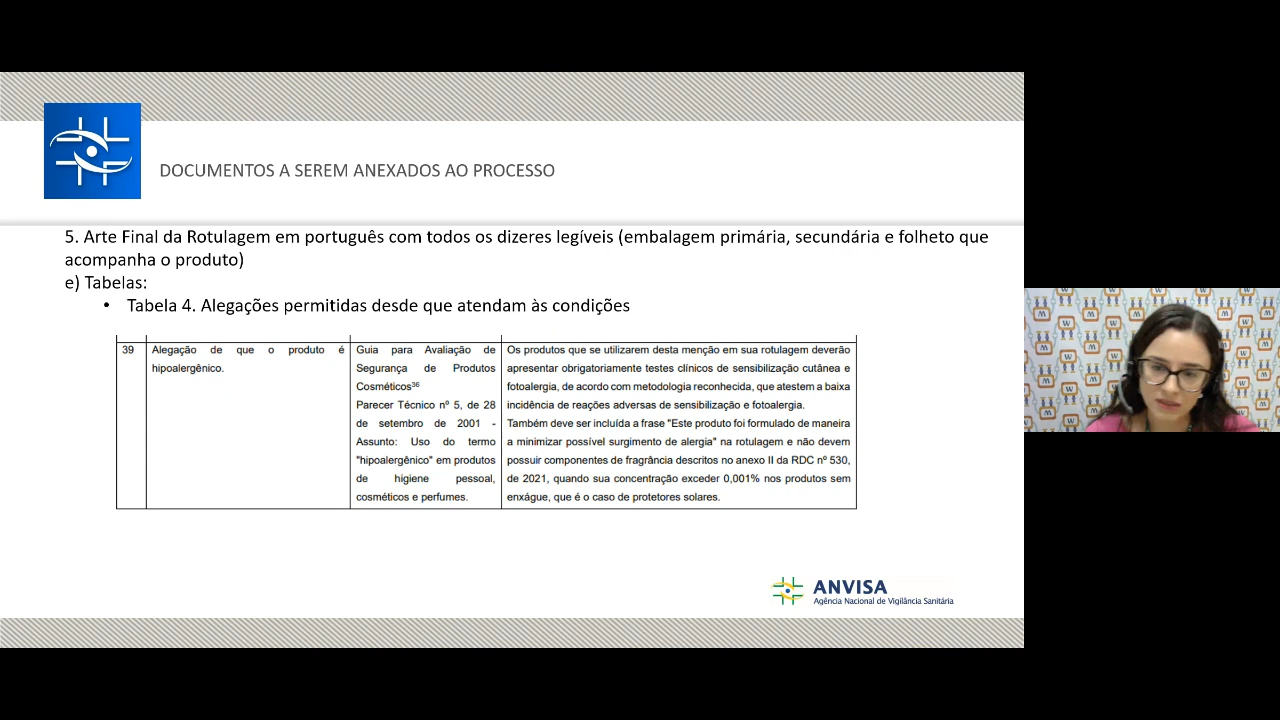 DOCUMENTOS A SEREM ANEXADOS AO PROCESSO
5. Arte Final da Rotulagem em português com todos os dizeres legíveis (embalagem primária, secundária e folheto que
acompanha o produto)
e) Tabelas:
• Tabela 4. Alegações permitidas desde que atendam às condições
39
Alegação de que o produto é
hipoalergênico.
Guia para Avaliação de
Segurança de Produtos
Cosméticos³⁶
Parecer Técnico nº 5, de 28
de setembro de 2001 -
Assunto: Uso do termo
"hipoalergênico" em produtos
de higiene pessoal,
cosméticos e perfumes.
Os produtos que se utilizarem desta menção em sua rotulagem deverão
apresentar obrigatoriamente testes clínicos de sensibilização cutânea e
fotoalergia, de acordo com metodologia reconhecida, que atestem a baixa
incidência de reações adversas de sensibilização e fotoalergia.
Também deve ser incluída a frase "Este produto foi formulado de maneira
a minimizar possível surgimento de alergia" na rotulagem e não devem
possuir componentes de fragrância descritos no anexo II da RDC nº 530,
de 2021, quando sua concentração exceder 0,001% nos produtos sem
enxágue, que é o caso de protetores solares.
ANVISA
Agência Nacional de Vigilância Sanitária